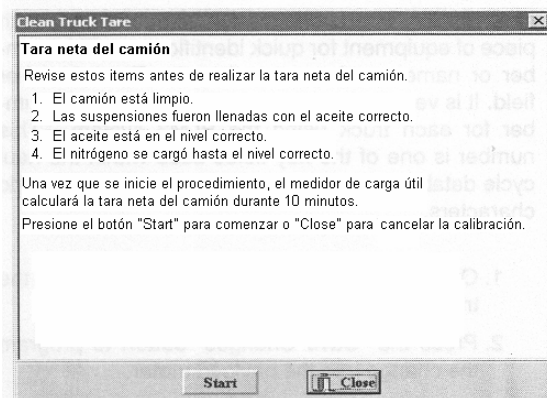 Clean Truck Tare
Tara neta del camión
Revise estos items antes de realizar la tara neta del camión.
1. El camión está limpio.
2. Las suspensiones fueron llenadas con el aceite correcto.
3. El aceite está en el nivel correcto.
4. El nitrógeno se cargó hasta el nivel correcto.
Una vez que se inicie el procedimiento, el medidor de carga útil
calculará la tara neta del camión durante 10 minutos.
Presione el botón "Start" para comenzar o "Close" para cancelar la calibración.
Start
Close